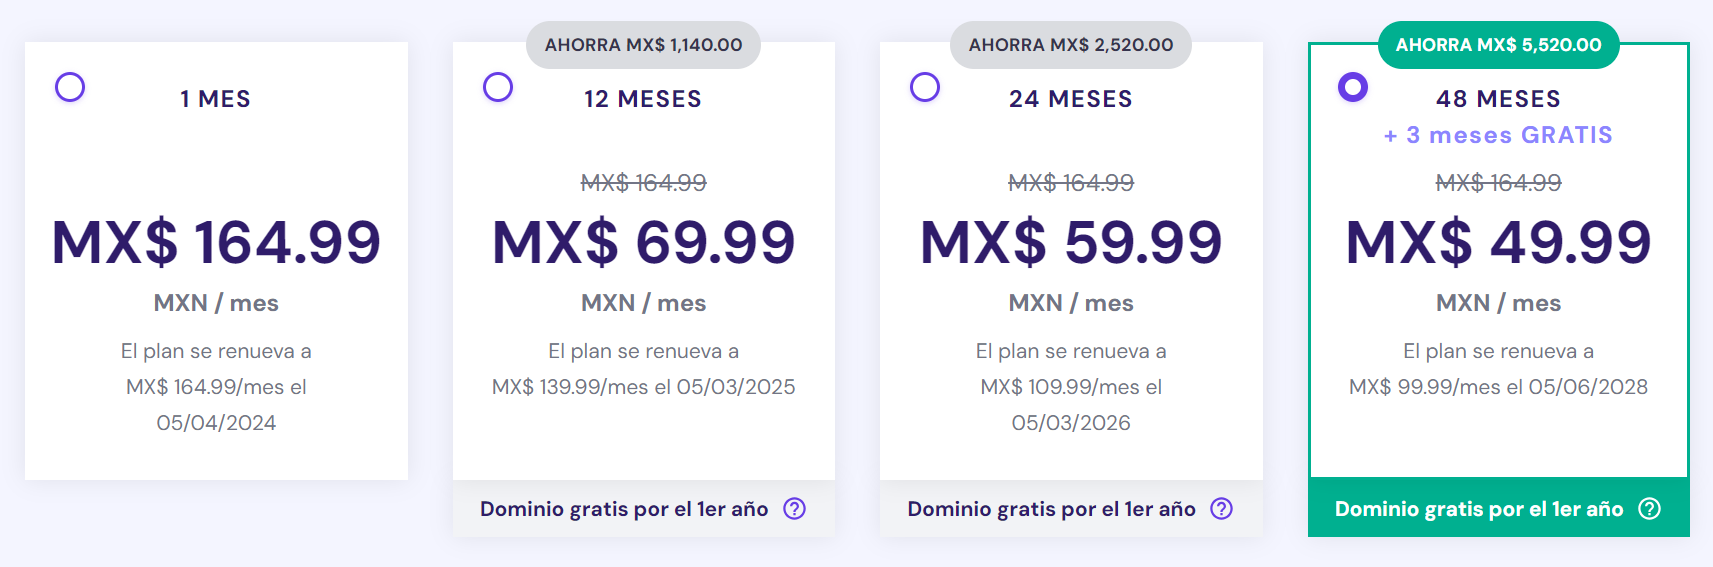 1 MES
MX$ 164.99
MXN / mes
El plan se renueva a
MX$ 164.99/mes el
05/04/2024
AHORRA MX$ 1,140.00
12 MESES
MX$ 164.99
MX$ 69.99
MXN / mes
El plan se renueva a
MX$ 139.99/mes el 05/03/2025
Dominio gratis por el 1er año ?
AHORRA MX$ 2,520.00
24 MESES
MX$ 164.99
MX$ 59.99
MXN / mes
El plan se renueva a
MX$ 109.99/mes el
05/03/2026
Dominio gratis por el 1er año ?
AHORRA MX$ 5,520.00
48 MESES
+ 3 meses GRATIS
MX$ 164.99
MX$ 49.99
MXN / mes
El plan se renueva a
MX$ 99.99/mes el 05/06/2028
Dominio gratis por el 1er año ?